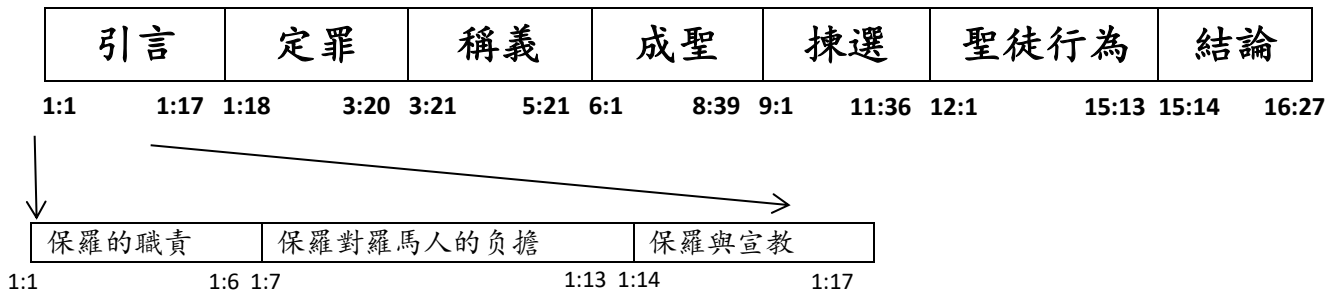 引言 定罪 稱義 成聖 揀選 聖徒行為 結論
1:1 1:17 1:18 3:20 3:21 5:21 6:1 8:39 9:1 11:36 12:1 15:13 15:14 16:27
保羅的職責 保羅對羅馬人的负擔 保羅與宣教
1:1 1:6 1:7 1:13 1:14 1:17